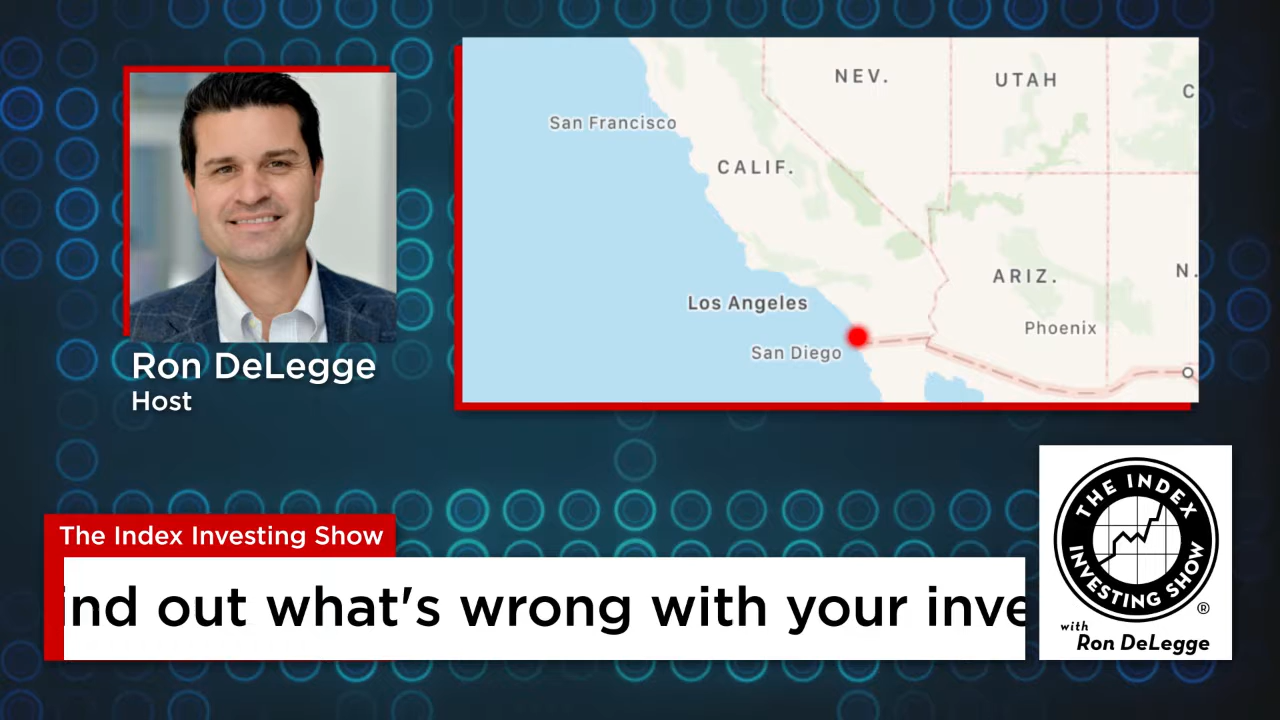 Ron DeLegge
Host
NEV.
UTAH
C
San Francisco
CALIF.
ARIZ.
N.
Los Angeles
Phoenix
San Diego
The Index Investing Show
ind out what's wrong with your inve
THE INDEX
INVESTING SHOW
®
with
Ron DeLegge